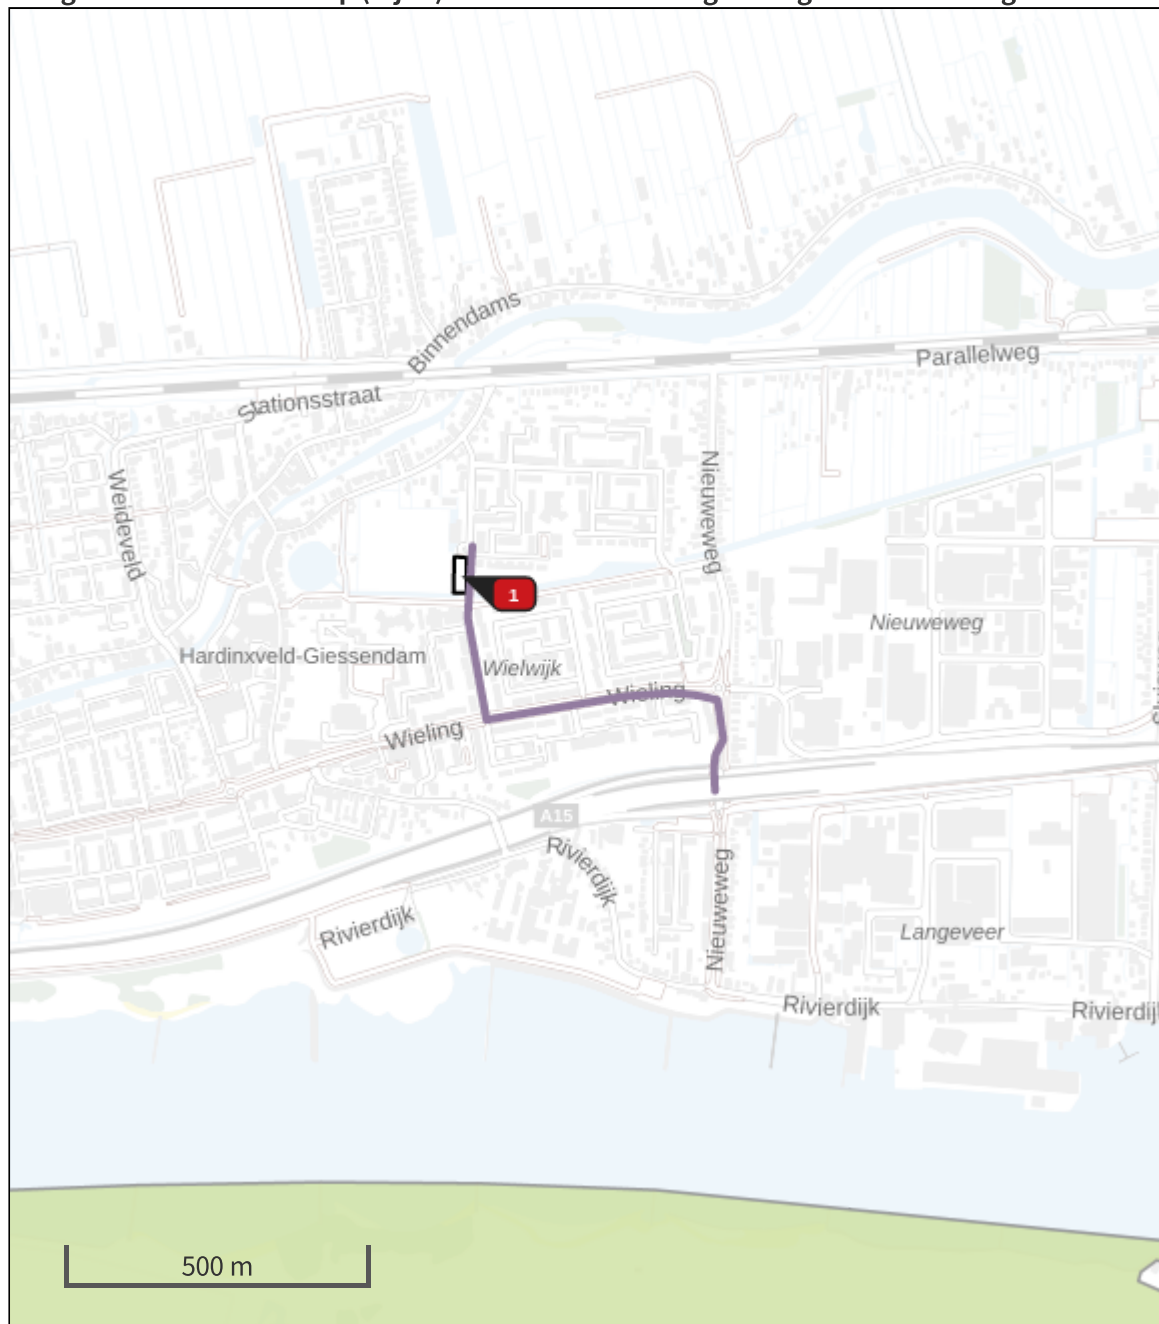 Binnendams
Parallelweg
Stationsstraat
Weideveld
Nieuweweg
1
Nieuweweg
Hardinxveld-Giessendam
Wielwijk
Wieling
Wieling
A15
Rivierdijk
Nieuweweg
Rivierdijk
Langeveer
Rivierdijk
Rivierdij
500 m